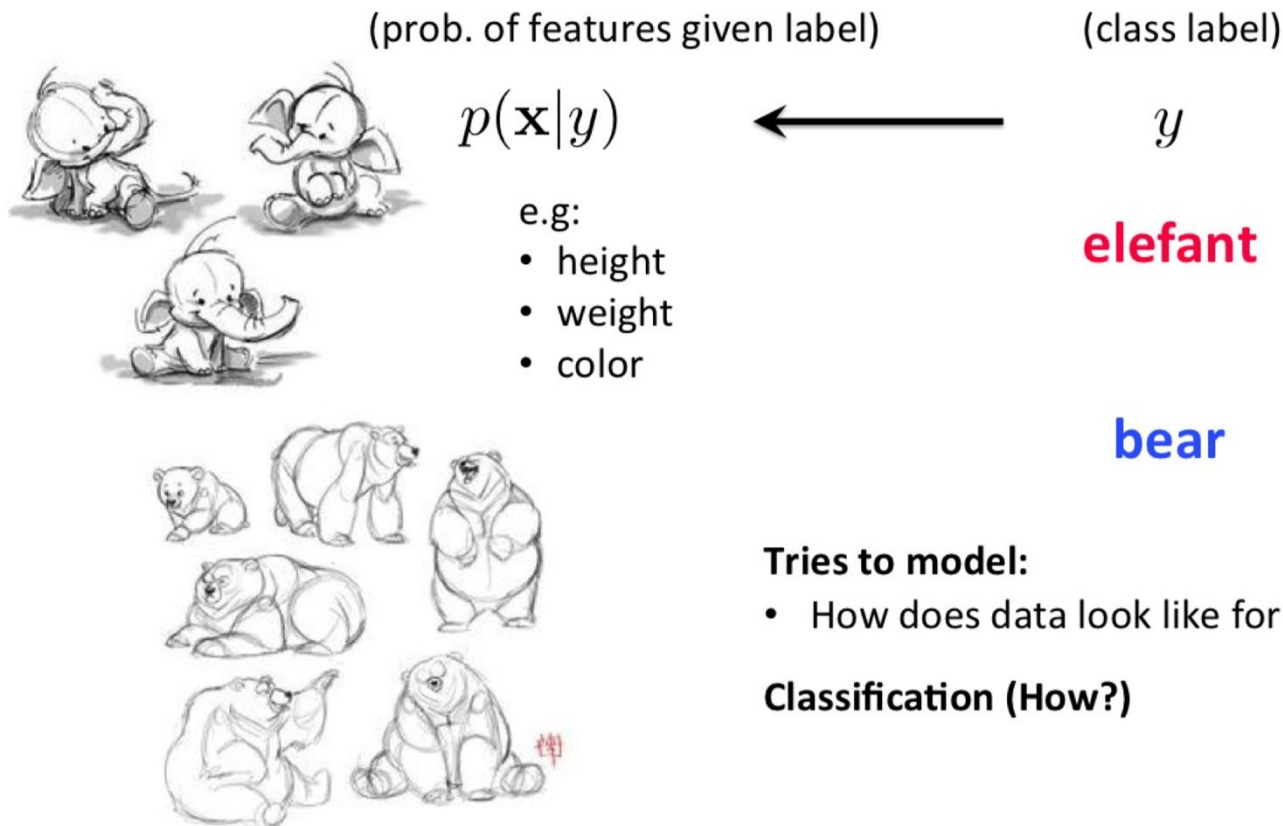 (prob. of features given label)
(class label)
p(x|y)
y
e.g:
• height
• weight
• color
elefant
bear
Tries to model:
• How does data look like for
Classification (How?)